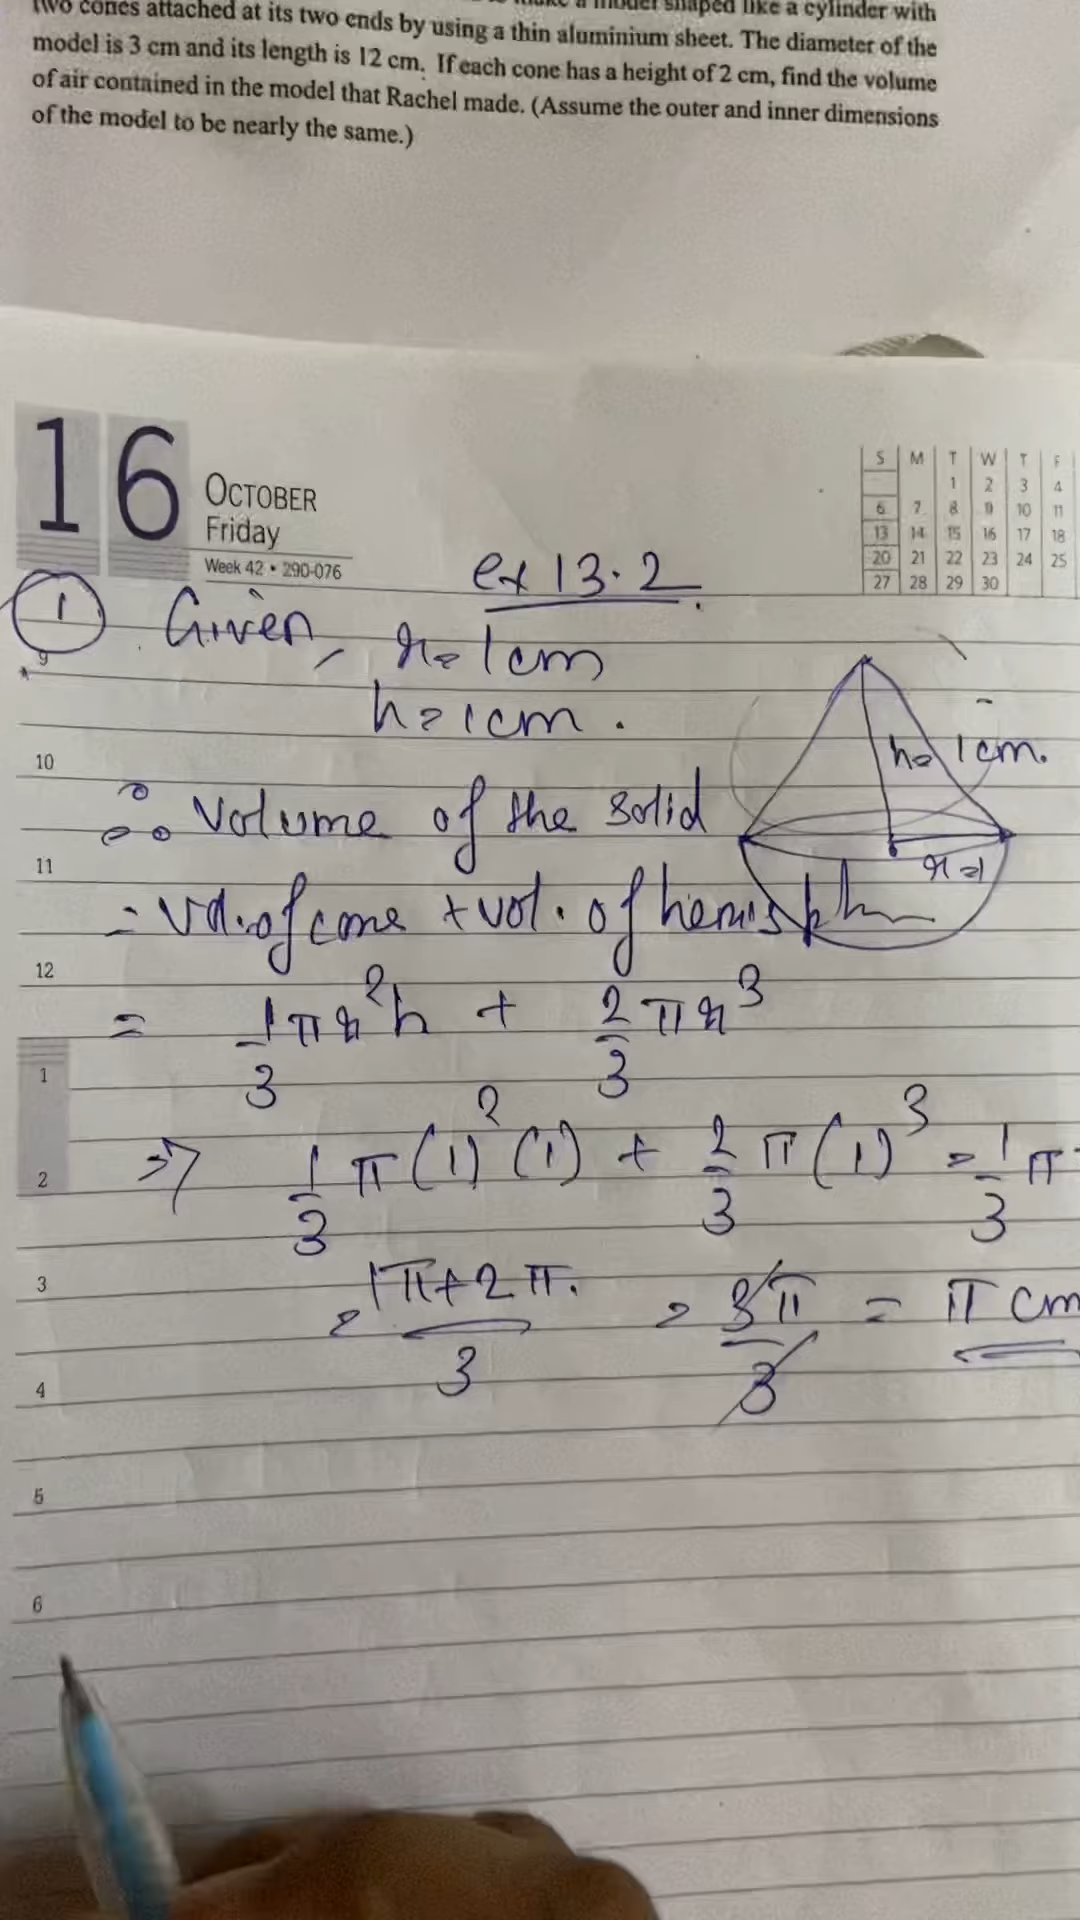 two cones attached at its two ends by using a thin aluminium sheet. The diameter of the
model is 3 cm and its length is 12 cm. If each cone has a height of 2 cm, find the volume
of air contained in the model that Rachel made. (Assume the outer and inner dimensions
of the model to be nearly the same.)
16 OCTOBER
Friday
Week 42 • 290-076
S M T W T F
1 2 3 4
6 7 8 9 10 11
13 14 15 16 17 18
20 21 22 23 24 25
27 28 29 30
ex 13.2
1 Given, r=1cm
h=1cm.
h=1cm.
∴ Volume of the solid
r=1
= vol.of cone + vol. of hemisph
= 1/3 πr²h + 2/3 πr³
⇒ 1/3 π(1)²(1) + 2/3 π(1)³ = 1/3 π
= 1π+2π. / 3 = 3π/3 = π cm
9
10
11
12
1
2
3
4
5
6